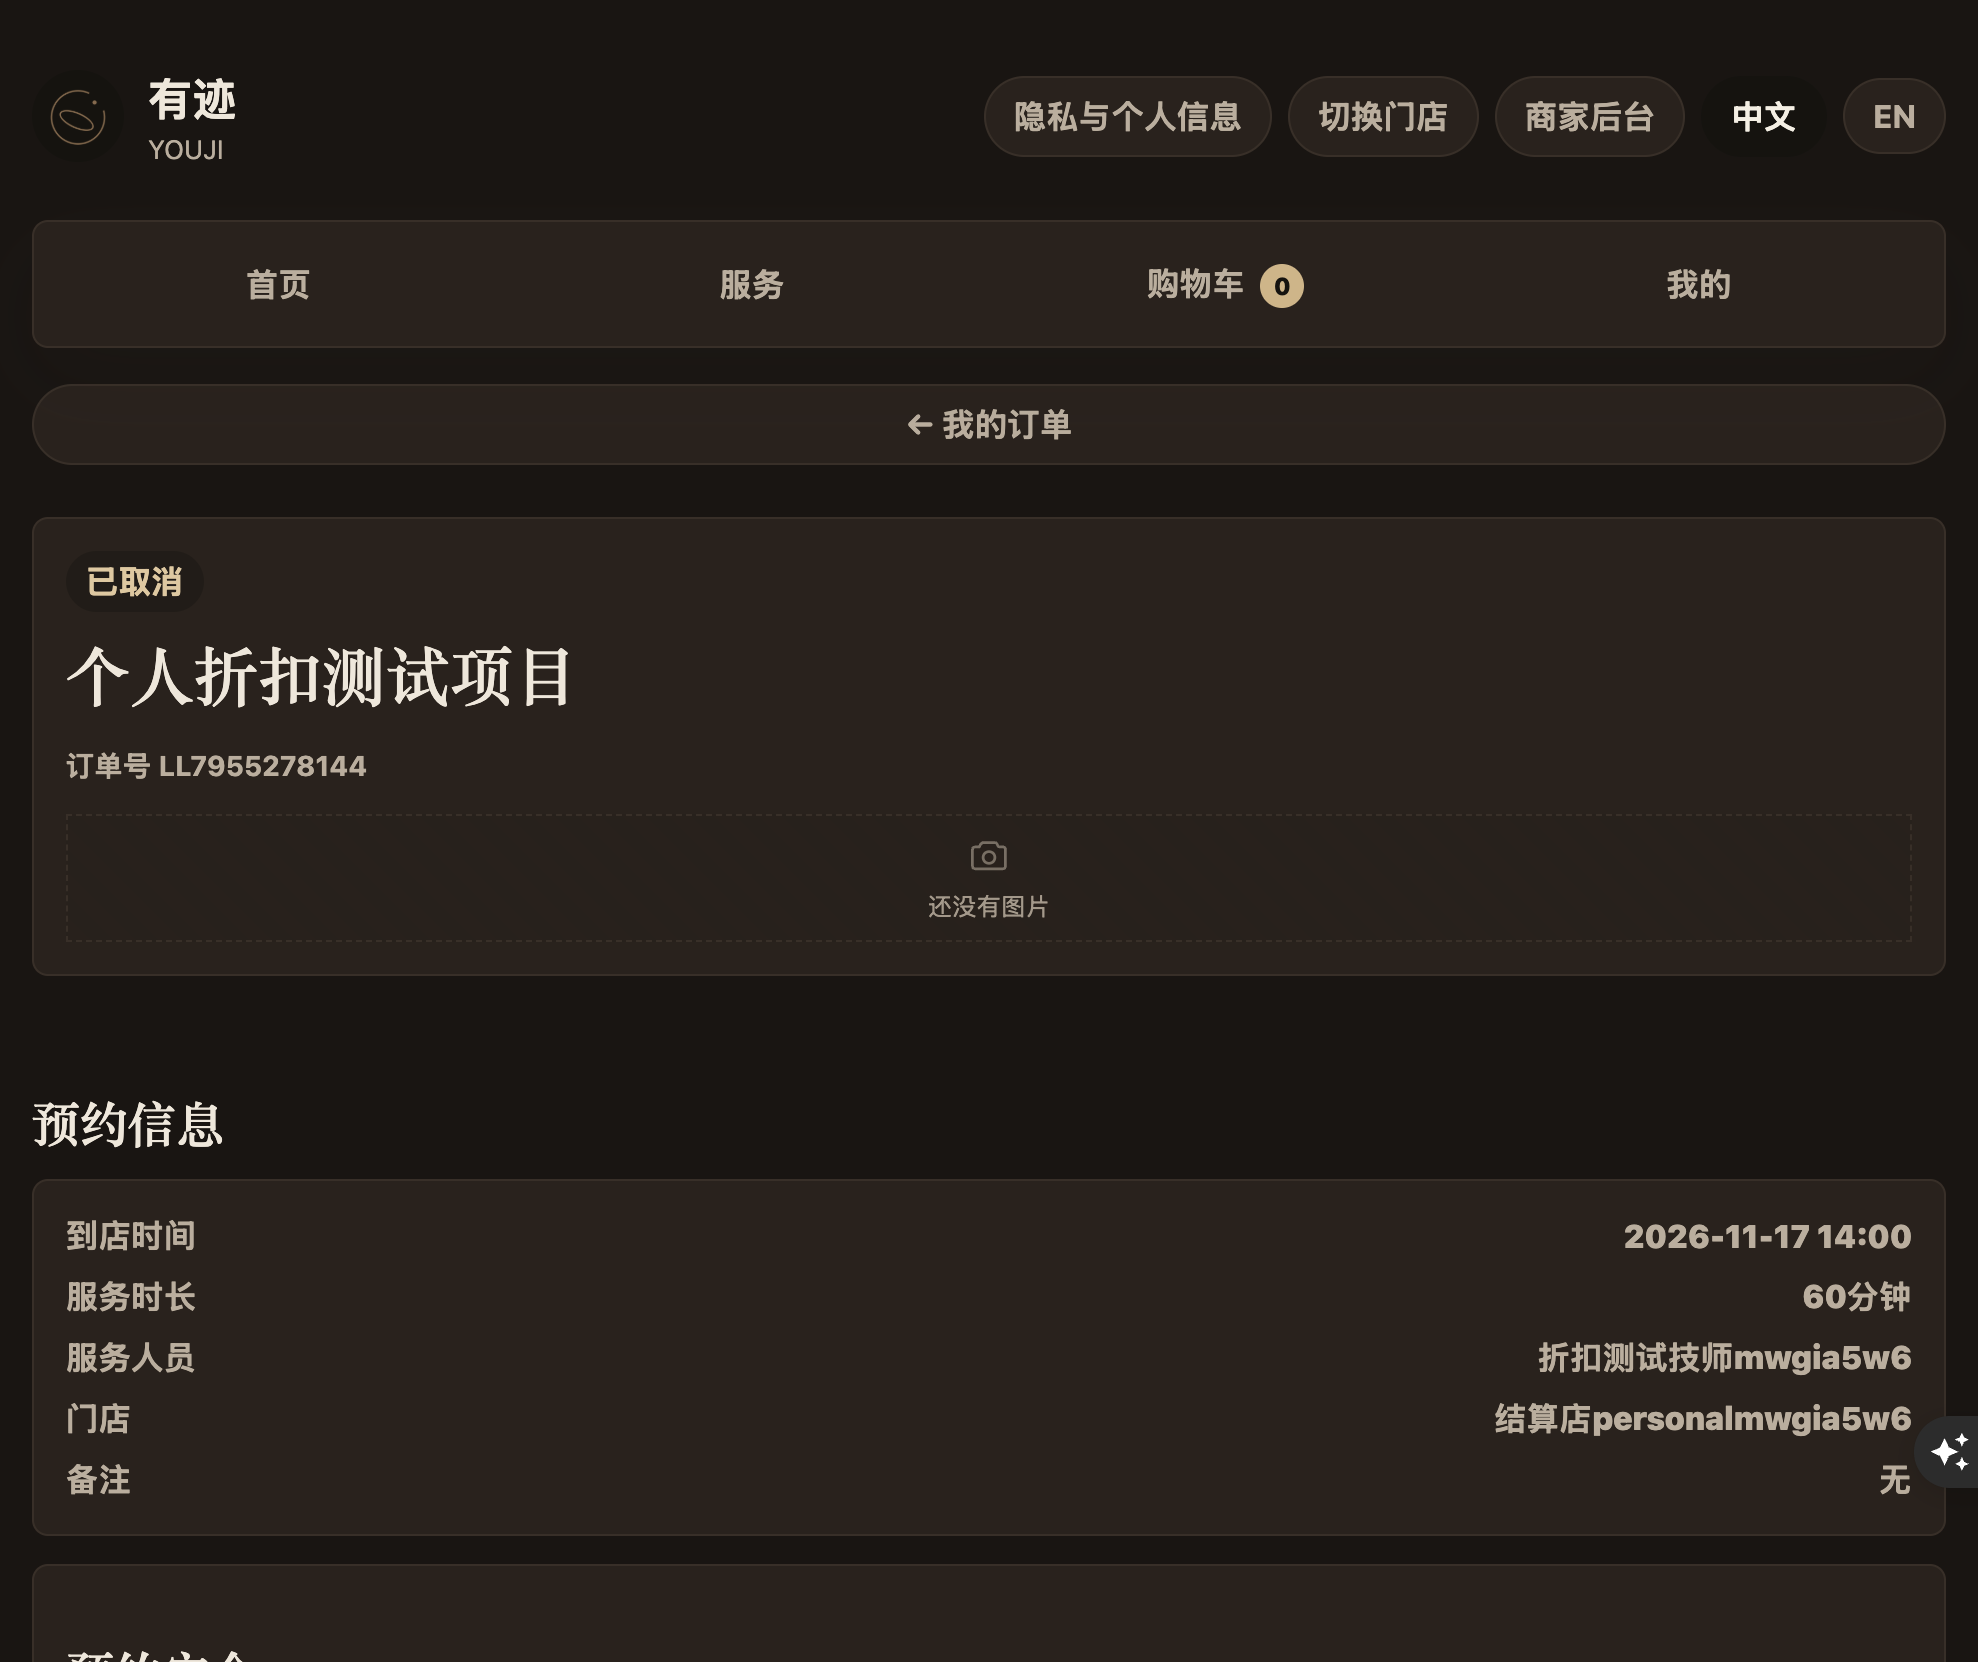 有迹
YOUJI
隐私与个人信息
切换门店
商家后台
中文
EN
首页
服务
购物车 0
我的
← 我的订单
已取消
个人折扣测试项目
订单号 LL7955278144
还没有图片
预约信息
到店时间 2026-11-17 14:00
服务时长 60分钟
服务人员 折扣测试技师mwgia5w6
门店 结算店personalmwgia5w6
备注 无